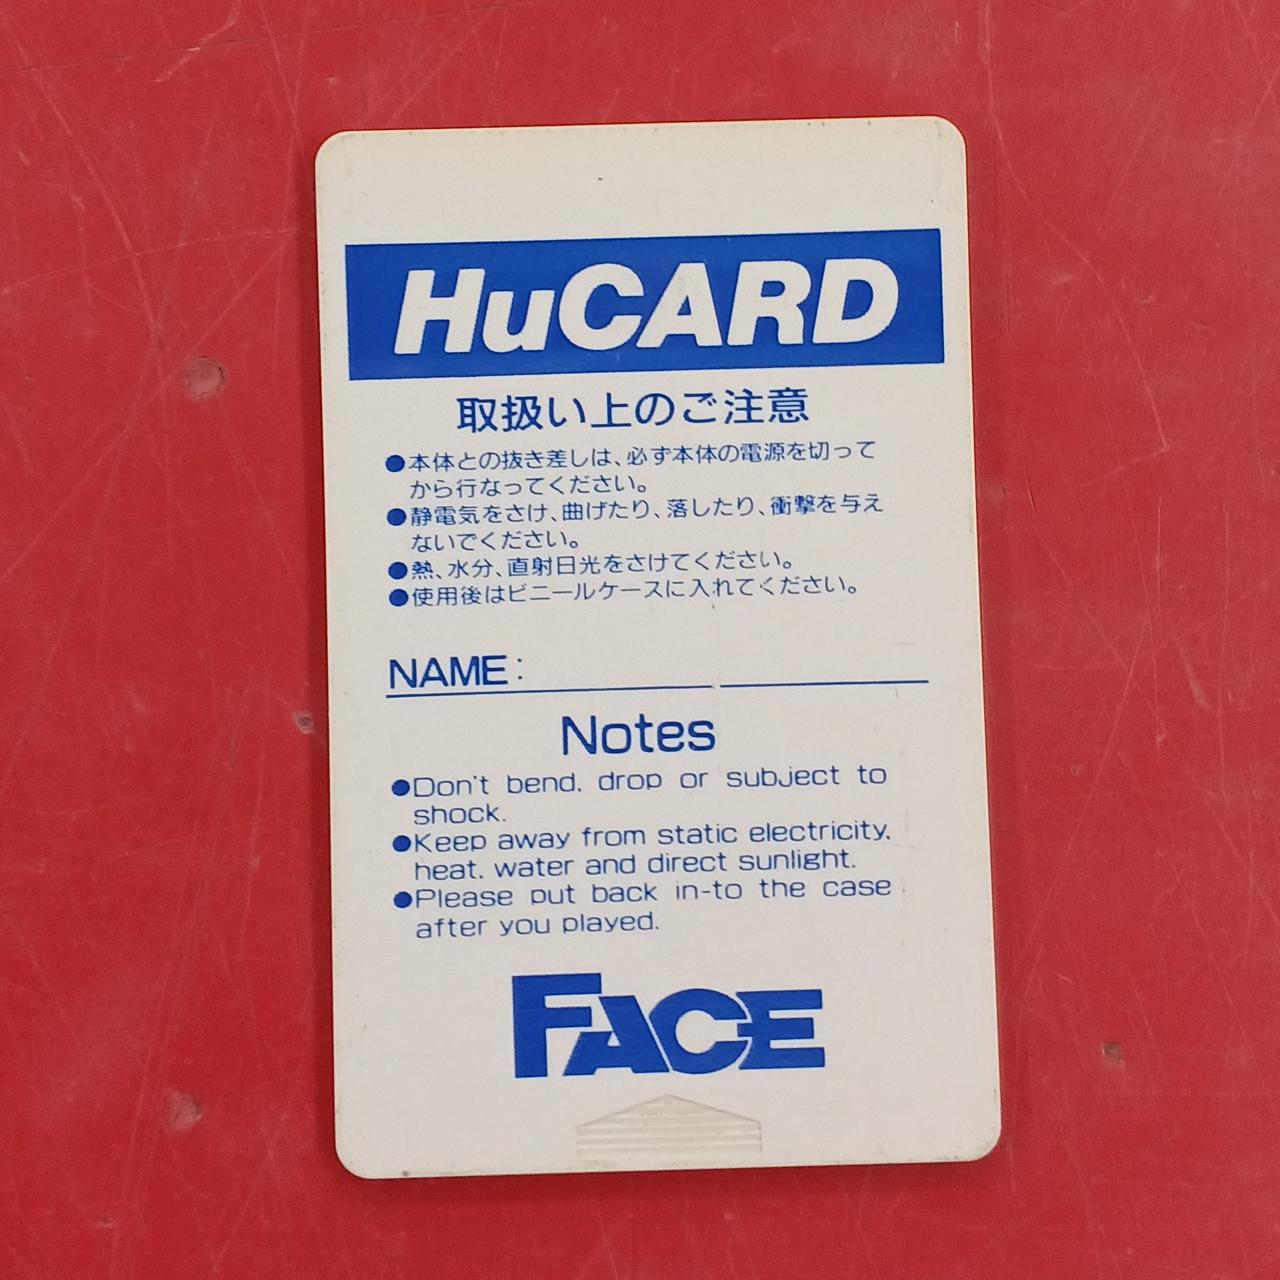 HuCARD
取扱い上のご注意
●本体との抜き差しは、必ず本体の電源を切って
から行なってください。
●静電気をさけ、曲げたり、落したり、衝撃を与え
ないでください。
●熱、水分、直射日光をさけてください。
●使用後はビニールケースに入れてください。
NAME:
Notes
●Don't bend, drop or subject to
shock.
●Keep away from static electricity,
heat, water and direct sunlight.
●Please put back in-to the case
after you played.
FACE